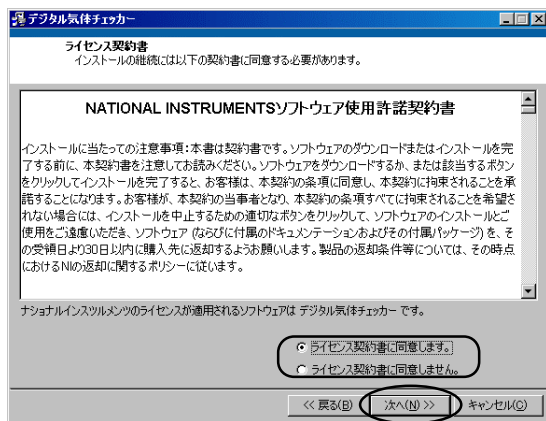 デジタル気体チェッカー
ライセンス契約書
インストールの継続には以下の契約書に同意する必要があります。
NATIONAL INSTRUMENTSソフトウェア使用許諾契約書
インストールに当たっての注意事項:本書は契約書です。ソフトウェアのダウンロードまたはインストールを完
了する前に、本契約書を注意してお読みください。ソフトウェアをダウンロードするか、または該当するボタン
をクリックしてインストールを完了すると、お客様は、本契約の条項に同意し、本契約に拘束されることを承
諾することになります。お客様が、本契約の当事者となり、本契約の条項すべてに拘束されることを希望さ
れない場合には、インストールを中止するための適切なボタンをクリックして、ソフトウェアのインストールとご
使用をご遠慮いただき、ソフトウェア (ならびに付属のドキュメンテーションおよびその付属パッケージ) を、そ
の受領日より30日以内に購入先に返却するようお願いします。製品の返却条件等については、その時点
におけるNIの返却に関するポリシーに従います。
ナショナルインスツルメンツのライセンスが適用されるソフトウェアは デジタル気体チェッカー です。
ライセンス契約書に同意します。
ライセンス契約書に同意しません。
<< 戻る(B) 次へ(N) >> キャンセル(C)